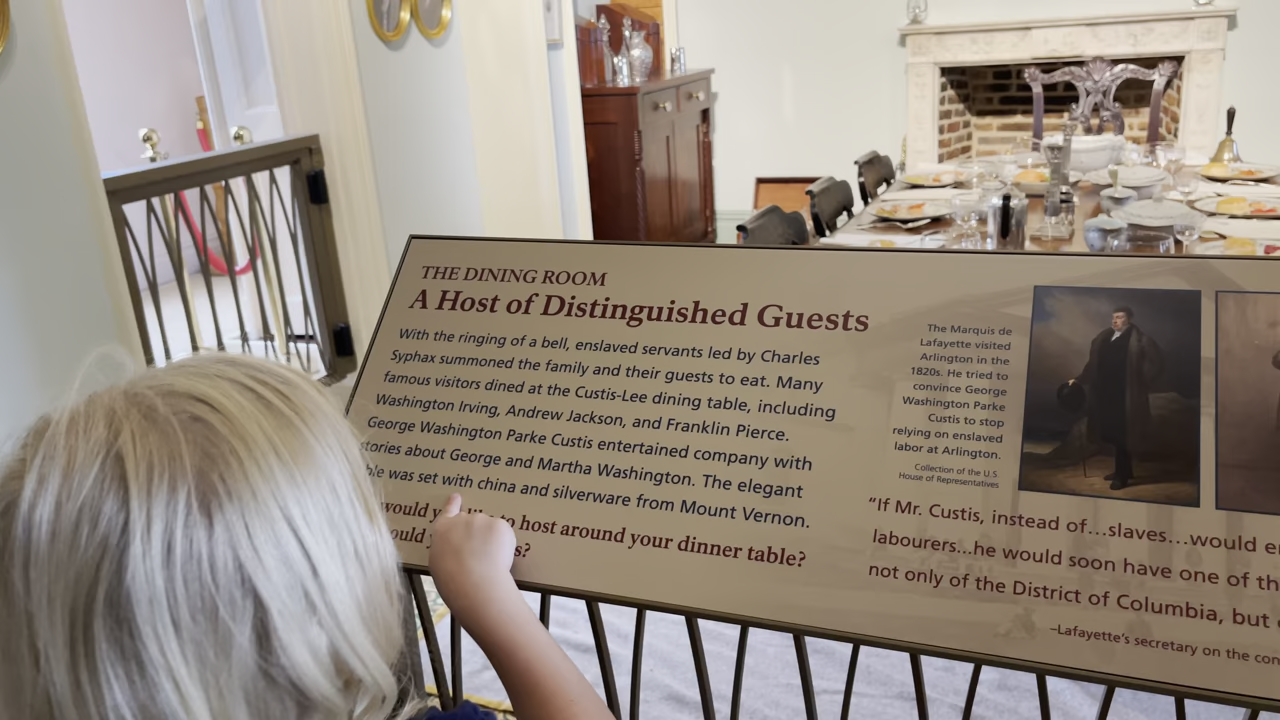 THE DINING ROOM
A Host of Distinguished Guests
With the ringing of a bell, enslaved servants led by Charles
Syphax summoned the family and their guests to eat. Many
famous visitors dined at the Custis-Lee dining table, including
Washington Irving, Andrew Jackson, and Franklin Pierce.
George Washington Parke Custis entertained company with
stories about George and Martha Washington. The elegant
was set with china and silverware from Mount Vernon.
would to host around your dinner table?
The Marquis de
Lafayette visited
Arlington in the
1820s. He tried to
convince George
Washington Parke
Custis to stop
relying on enslaved
labor at Arlington.
Collection of the U.S.
House of Representatives
“If Mr. Custis, instead of...slaves...would
labourers...he would soon have one of
not only of the District of Columbia, but
–Lafayette's secretary on the